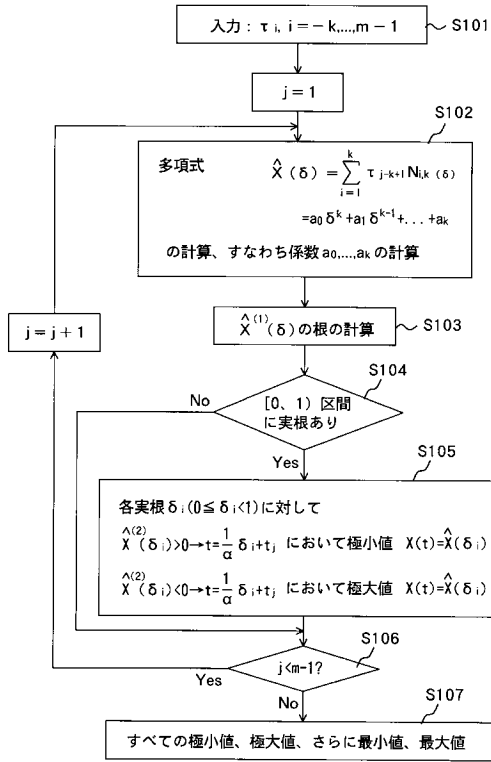 入力：τi, i=−k,...,m−1
S101
j=1
S102
多項式 X̂(δ)=∑_{i=1}^{k} τ_{j-k+i} N_{i,k}(δ)
=a₀δ^k+a₁δ^{k-1}+...+a_k
の計算、すなわち係数a₀,...,a_kの計算
j=j+1
X̂^{(1)}(δ)の根の計算
S103
S104
No
[0、1）区間
に実根あり
Yes
S105
各実根δi(0≦δi<1)に対して
X̂^{(2)}(δi)>0→t=1/α δi+tj において極小値 X(t)=X̂(δi)
X̂^{(2)}(δi)<0→t=1/α δi+tj において極大値 X(t)=X̂(δi)
S106
j<m-1?
Yes
No
S107
すべての極小値、極大値、さらに最小値、最大値